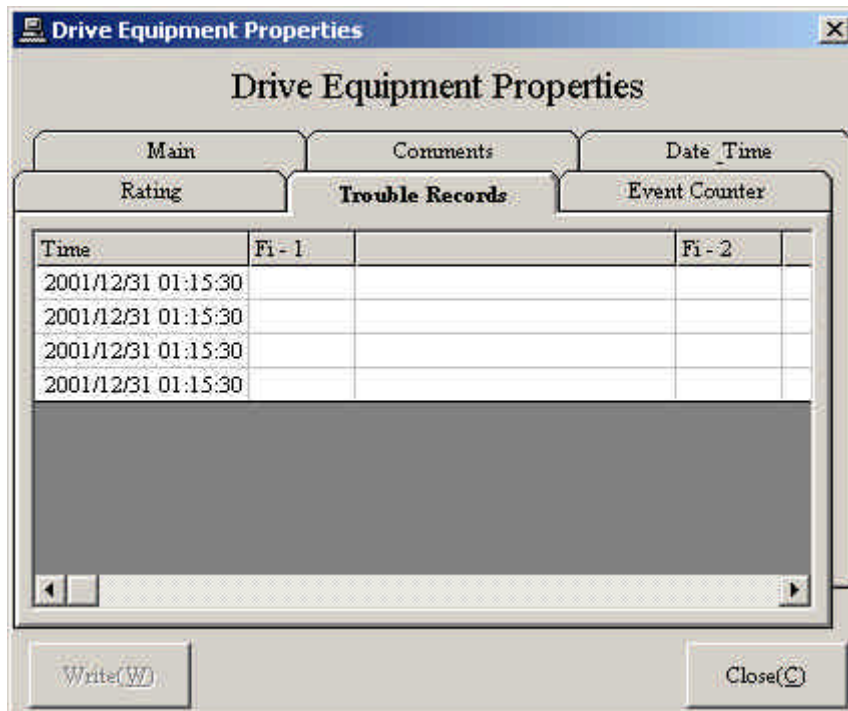 Drive Equipment Properties
Drive Equipment Properties
Main Comments Date_Time
Rating Trouble Records Event Counter
Time Fi - 1 Fi - 2
2001/12/31 01:15:30
2001/12/31 01:15:30
2001/12/31 01:15:30
2001/12/31 01:15:30
Write(W) Close(C)